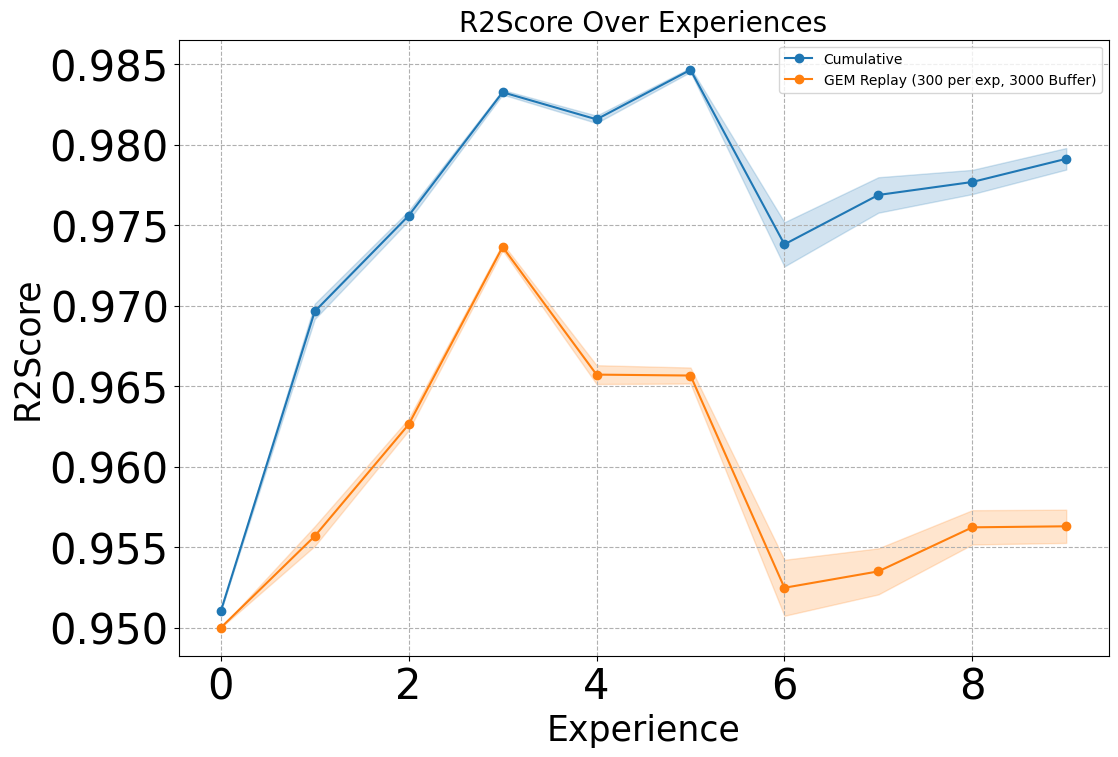 R2Score Over Experiences
Cumulative
GEM Replay (300 per exp, 3000 Buffer)
R2Score
0.985
0.980
0.975
0.970
0.965
0.960
0.955
0.950
0 2 4 6 8
Experience